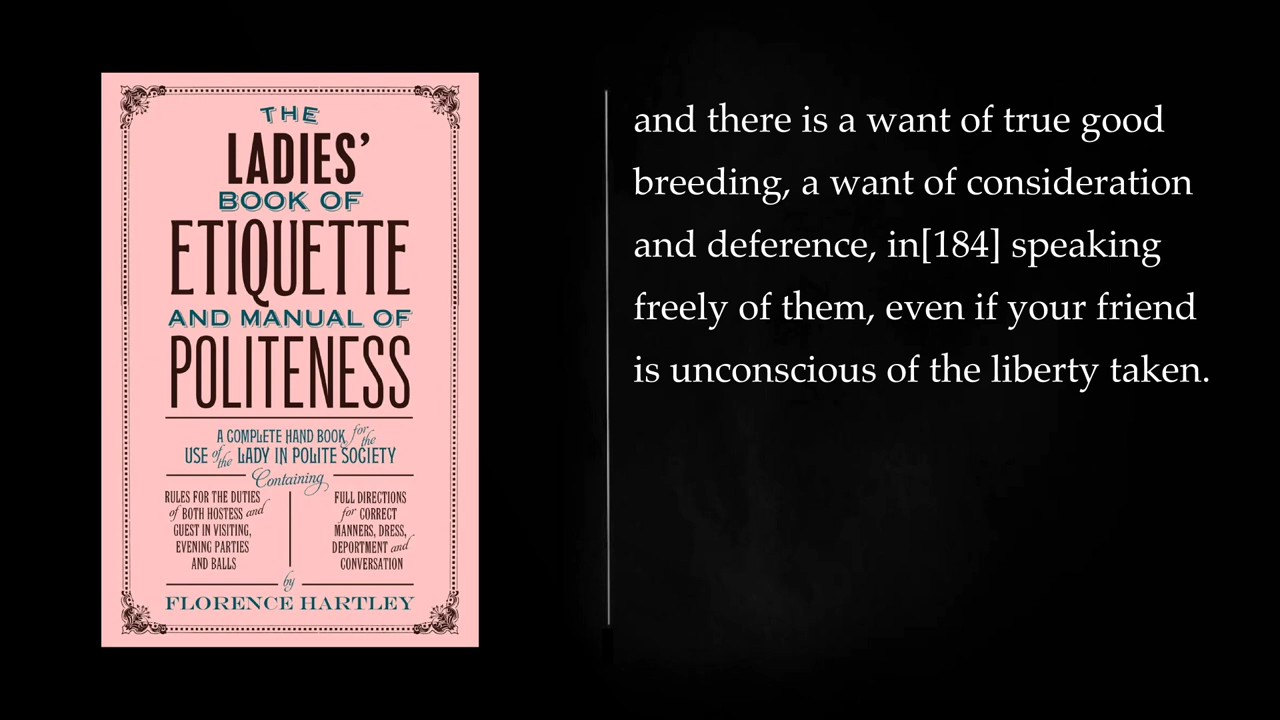 THE
LADIES'
BOOK OF
ETIQUETTE
AND MANUAL OF
POLITENESS
A COMPLETE HAND BOOK for the
USE of the LADY IN POLITE SOCIETY
Containing
RULES FOR THE DUTIES
of BOTH HOSTESS and
GUEST IN VISITING,
EVENING PARTIES
AND BALLS
FULL DIRECTIONS
for CORRECT
MANNERS, DRESS,
DEPORTMENT and
CONVERSATION
by
FLORENCE HARTLEY
and there is a want of true good
breeding, a want of consideration
and deference, in[184] speaking
freely of them, even if your friend
is unconscious of the liberty taken.